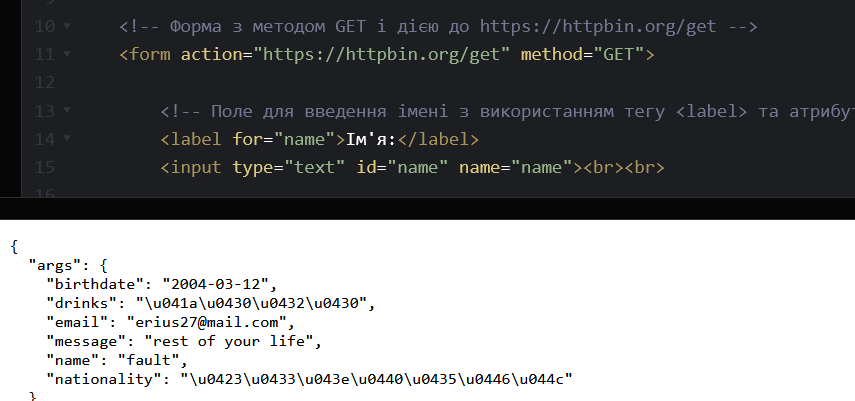 10 <!-- Форма з методом GET і дією до https://httpbin.org/get -->
11 <form action="https://httpbin.org/get" method="GET">
12
13 <!-- Поле для введення імені з використанням тегу <label> та атрибут
14 <label for="name">Ім'я:</label>
15 <input type="text" id="name" name="name"><br><br>
16
{
"args": {
"birthdate": "2004-03-12",
"drinks": "\u041a\u0430\u0432\u0430",
"email": "erius27@mail.com",
"message": "rest of your life",
"name": "fault",
"nationality": "\u0423\u0433\u043e\u0440\u0435\u0446\u044c"
}